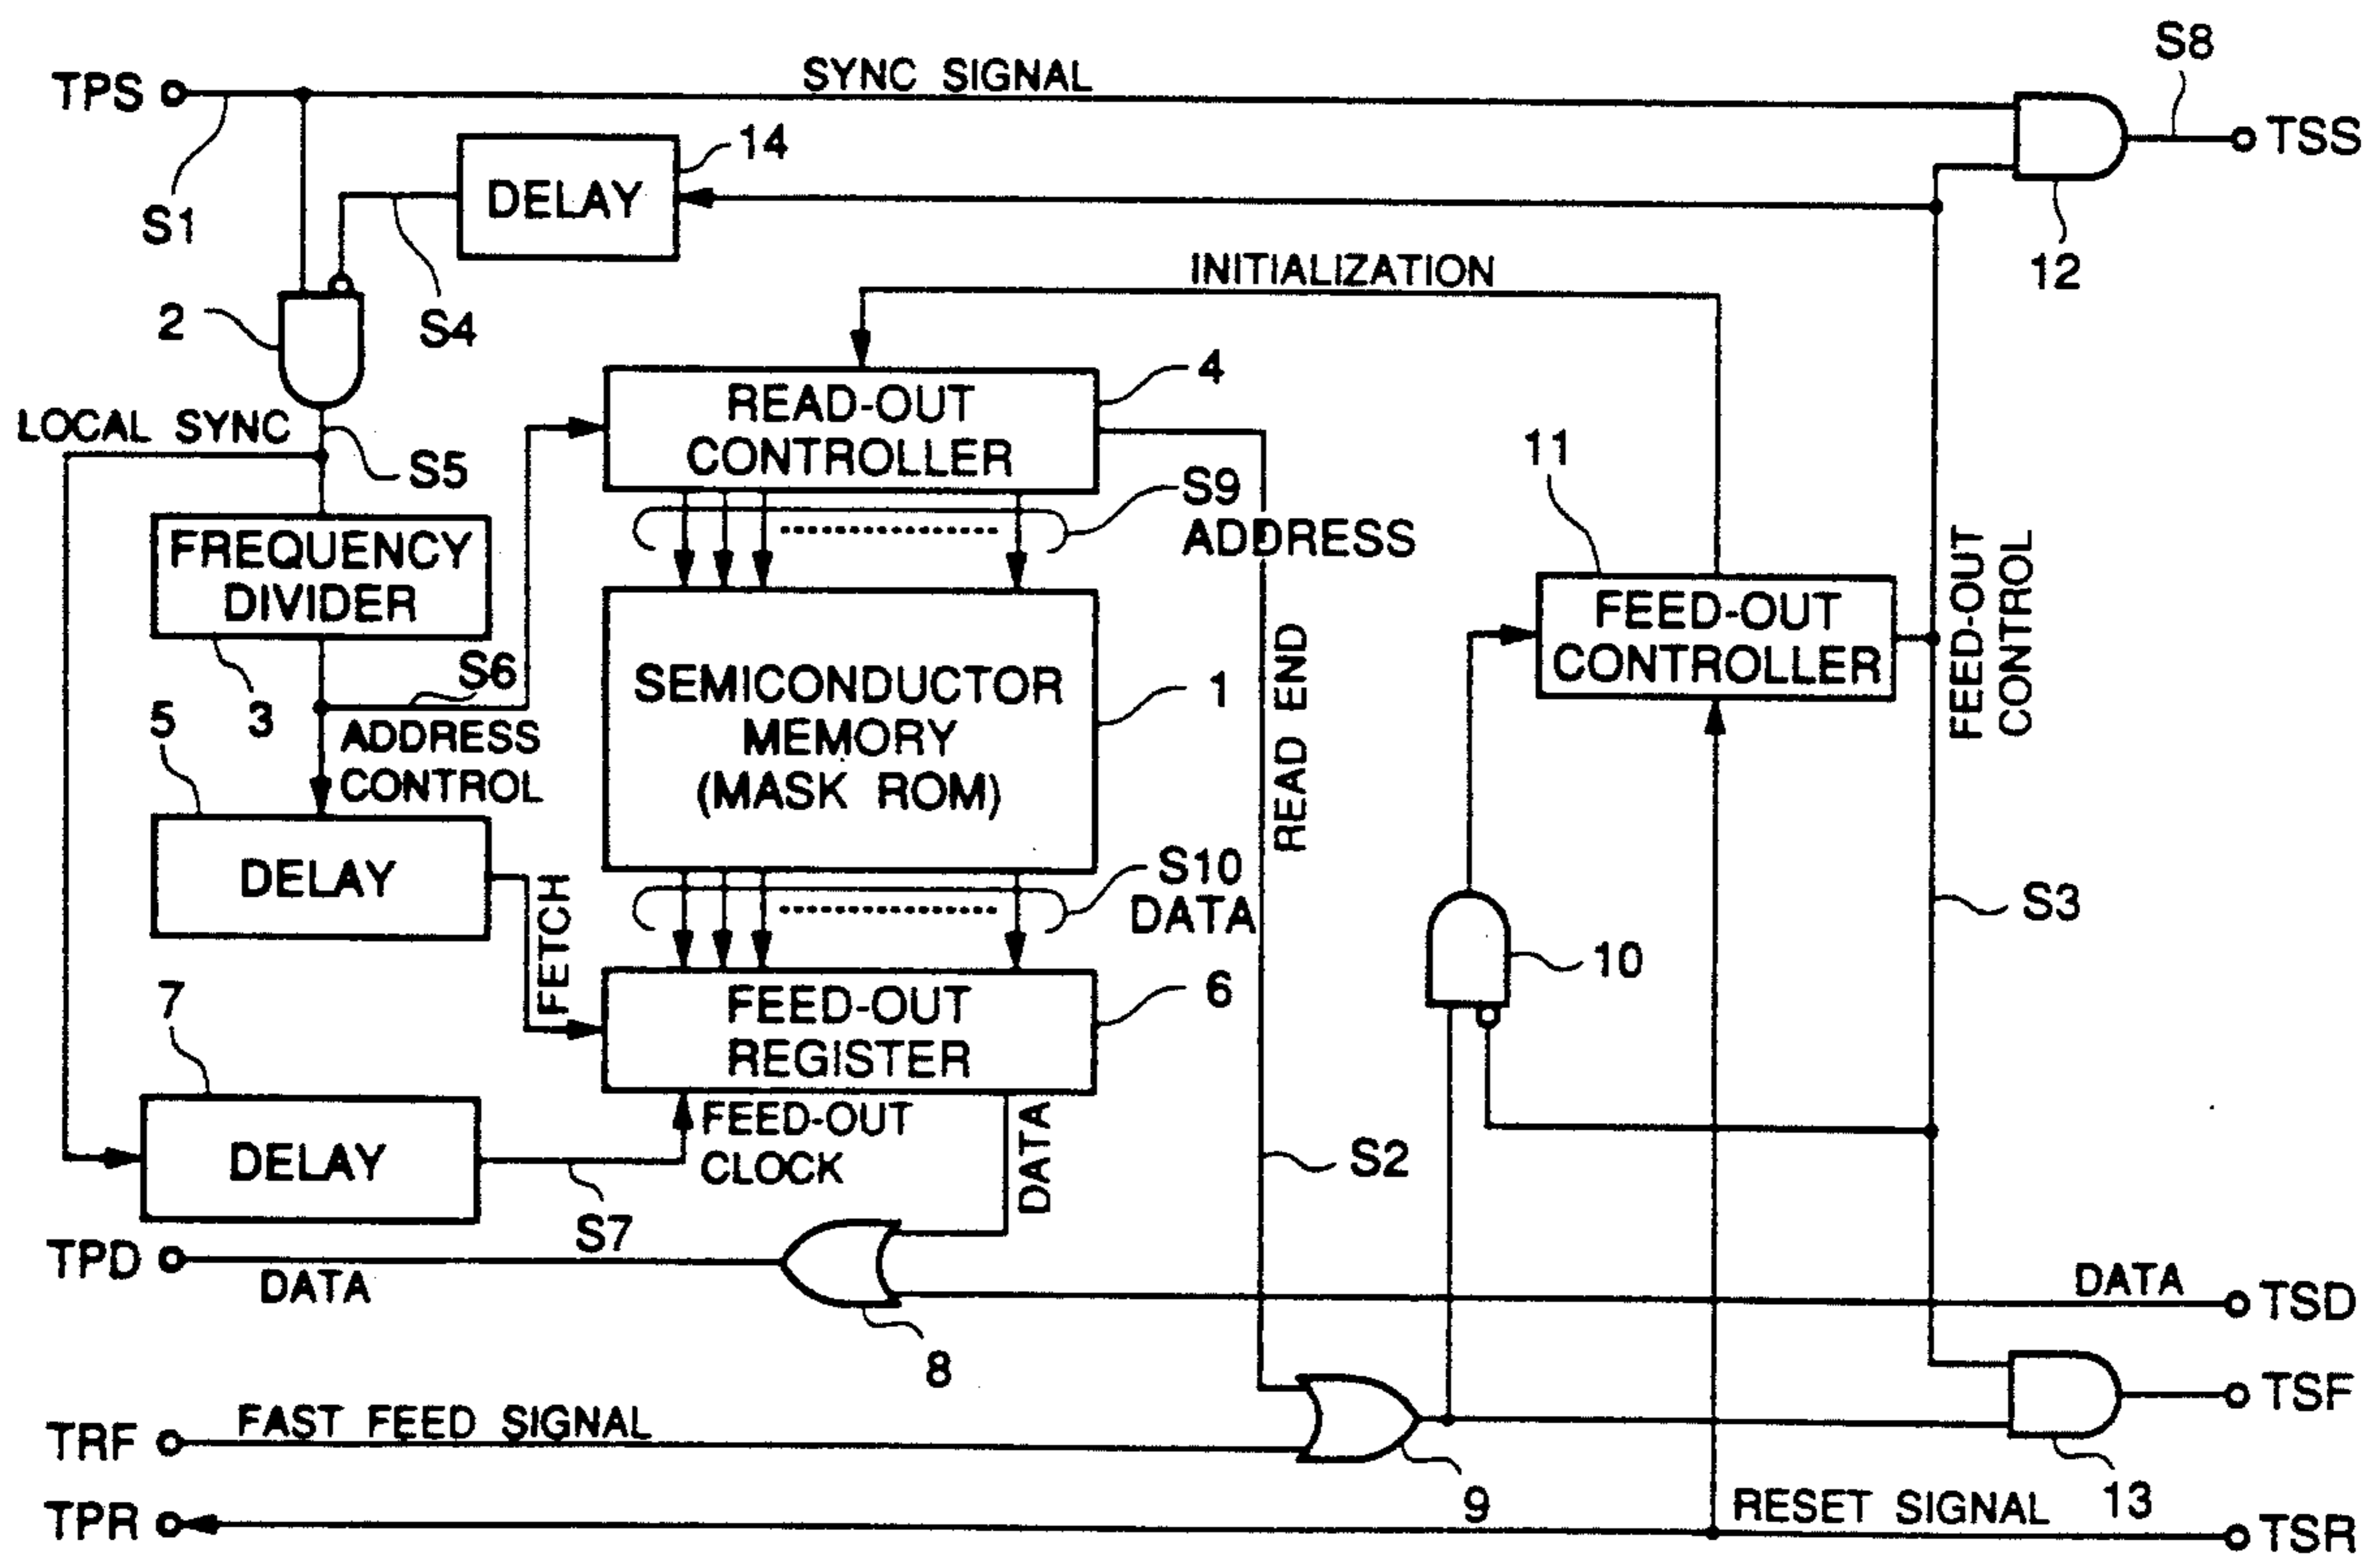 S8
TPS
SYNC SIGNAL
TSS
14
DELAY
S1
12
INITIALIZATION
2
S4
4
READ-OUT
CONTROLLER
LOCAL SYNC
S5
11
S9
ADDRESS
FREQUENCY
DIVIDER
FEED-OUT
CONTROLLER
FEED-OUT
CONTROL
S6
3
SEMICONDUCTOR
MEMORY
(MASK ROM)
1
READ END
5
ADDRESS
CONTROL
DELAY
FETCH
S10
DATA
S3
10
7
FEED-OUT
REGISTER
6
DELAY
FEED-OUT
CLOCK
DATA
S2
S7
TPD
DATA
DATA
TSD
8
TSF
TRF
FAST FEED SIGNAL
9
13
TPR
RESET SIGNAL
TSR